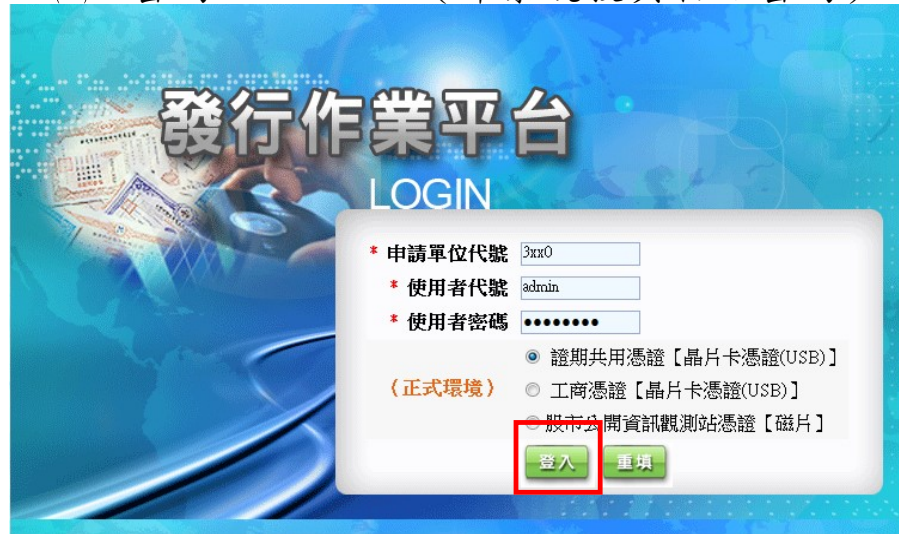 發行作業平台
LOGIN
* 申請單位代號 3xx0
* 使用者代號 admin
* 使用者密碼 ••••••••
(正式環境)
證期共用憑證【晶片卡憑證(USB)】
工商憑證【晶片卡憑證(USB)】
股市公開資訊觀測站憑證【磁片】
登入 重填